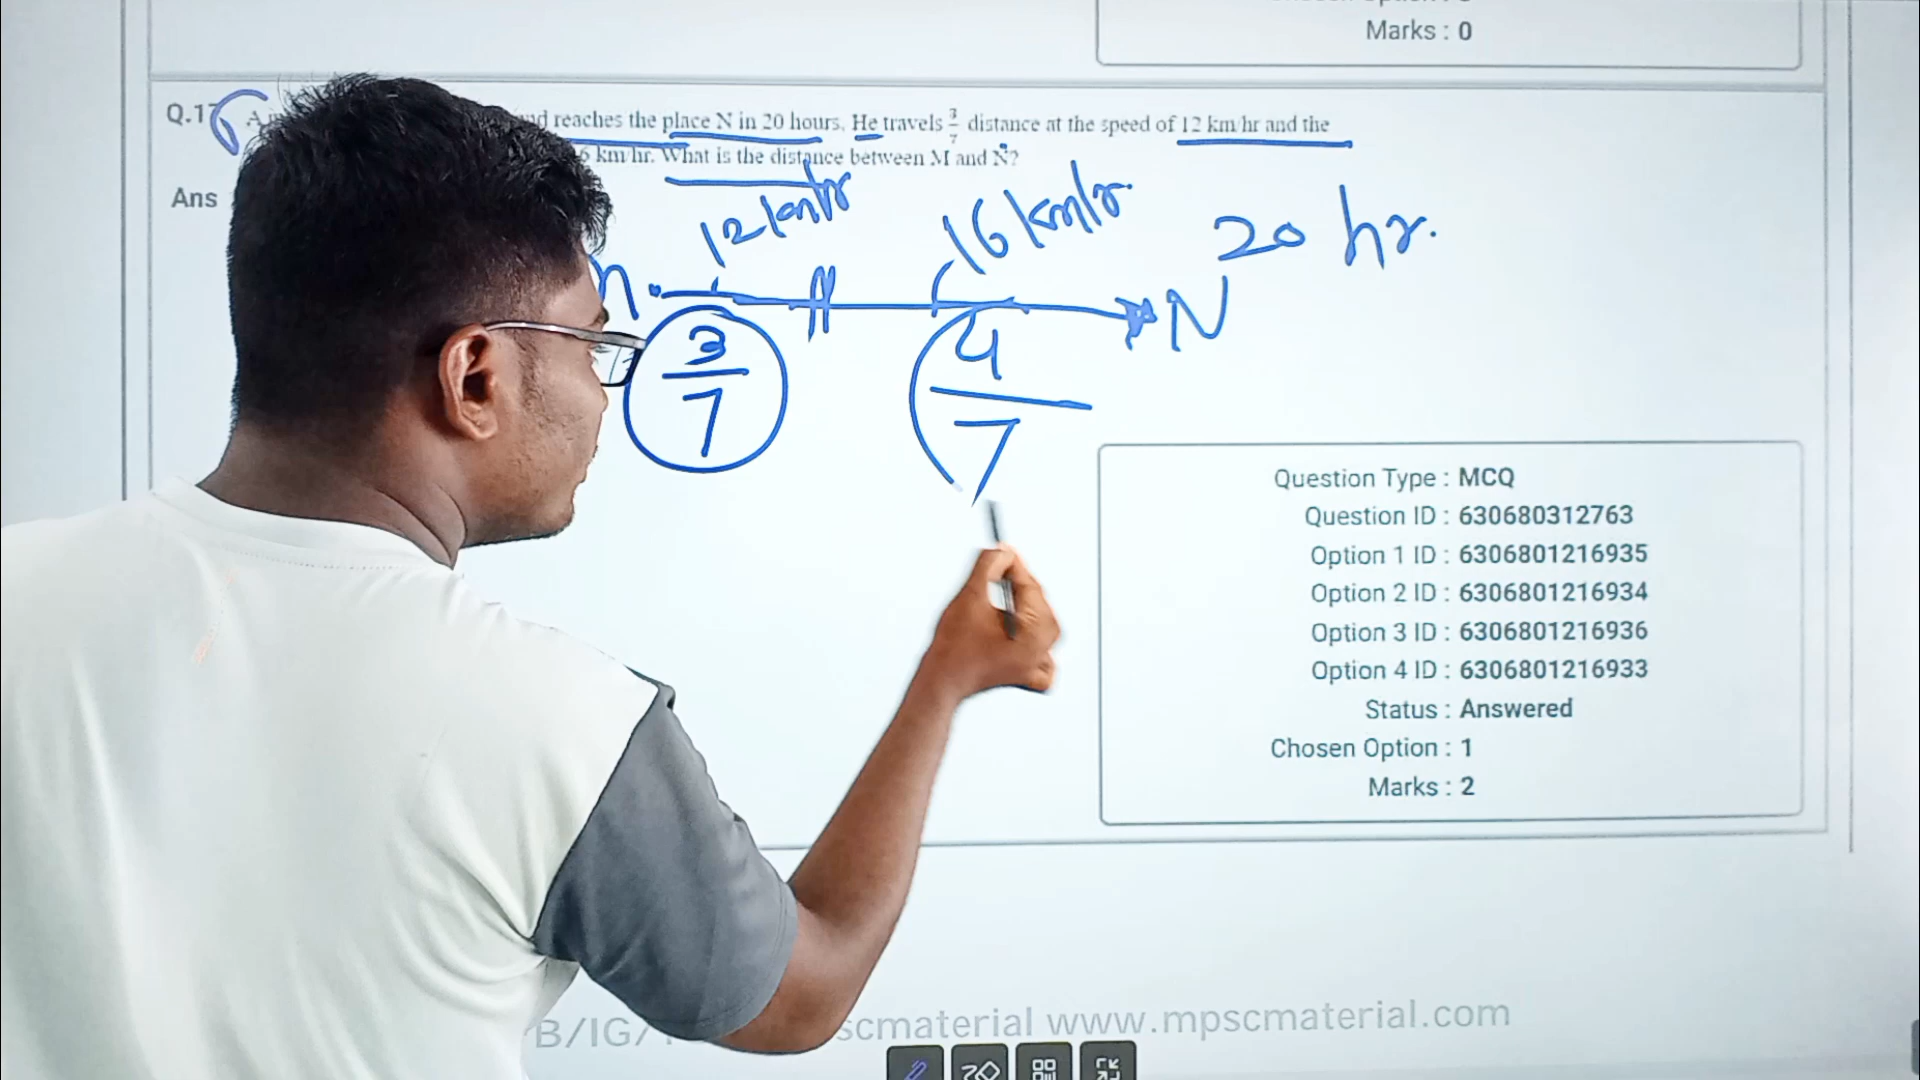 Marks : 0
Q.17 A reaches the place N in 20 hours. He travels 3/7 distance at the speed of 12 km/hr and the
6 km/hr. What is the distance between M and N?
Ans
12 km/hr 16 km/hr. 20 hr.
N
3/7 4/7
Question Type : MCQ
Question ID : 630680312763
Option 1 ID : 6306801216935
Option 2 ID : 6306801216934
Option 3 ID : 6306801216936
Option 4 ID : 6306801216933
Status : Answered
Chosen Option : 1
Marks : 2
B/IG/ scmaterial www.mpscmaterial.com